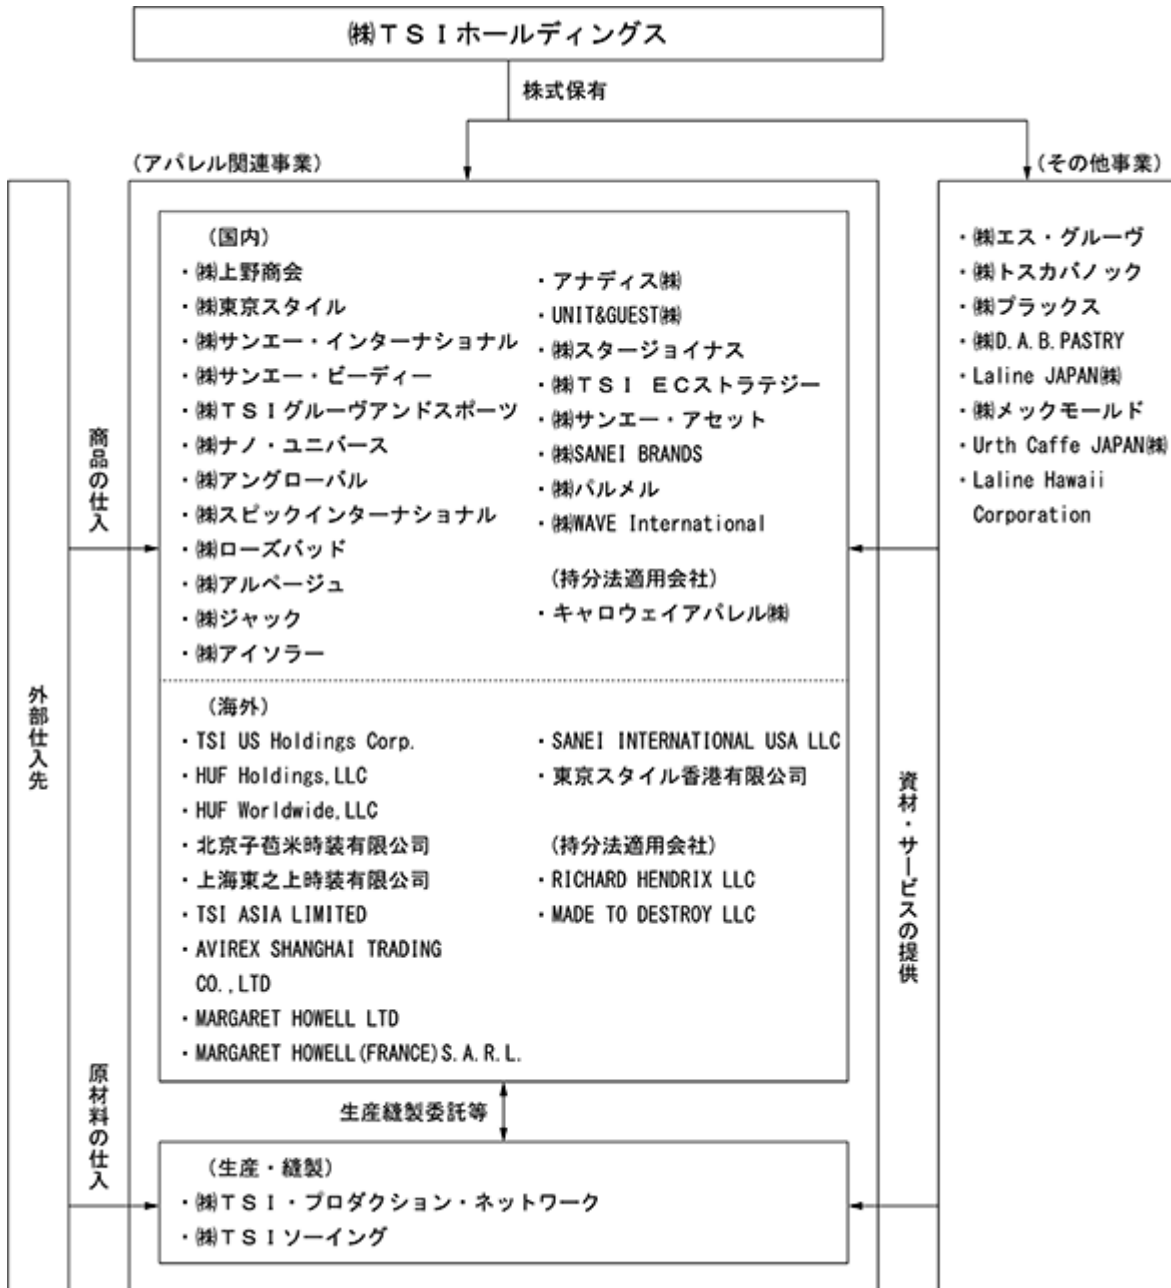 ㈱ＴＳＩホールディングス
株式保有
（アパレル関連事業）
（その他事業）
外部仕入先
商品の仕入
原材料の仕入
（国内）
・㈱上野商会
・㈱東京スタイル
・㈱サンエー・インターナショナル
・㈱サンエー・ビーディー
・㈱ＴＳＩグルーヴアンドスポーツ
・㈱ナノ・ユニバース
・㈱アングローバル
・㈱スピックインターナショナル
・㈱ローズバッド
・㈱アルページュ
・㈱ジャック
・㈱アイソラー
・アナディス㈱
・UNIT&GUEST㈱
・㈱スタージョイナス
・㈱ＴＳＩ ＥＣストラテジー
・㈱サンエー・アセット
・㈱SANEI BRANDS
・㈱パルメル
・㈱WAVE International
（持分法適用会社）
・キャロウェイアパレル㈱
（海外）
・TSI US Holdings Corp.
・HUF Holdings,LLC
・HUF Worldwide,LLC
・北京子苞米時装有限公司
・上海東之上時装有限公司
・TSI ASIA LIMITED
・AVIREX SHANGHAI TRADING
CO.,LTD
・MARGARET HOWELL LTD
・MARGARET HOWELL(FRANCE)S.A.R.L.
・SANEI INTERNATIONAL USA LLC
・東京スタイル香港有限公司
（持分法適用会社）
・RICHARD HENDRIX LLC
・MADE TO DESTROY LLC
生産縫製委託等
（生産・縫製）
・㈱ＴＳＩ・プロダクション・ネットワーク
・㈱ＴＳＩソーイング
資材・サービスの提供
・㈱エス・グルーヴ
・㈱トスカバノック
・㈱プラックス
・㈱D.A.B.PASTRY
・Laline JAPAN㈱
・㈱メックモールド
・Urth Caffe JAPAN㈱
・Laline Hawaii
Corporation